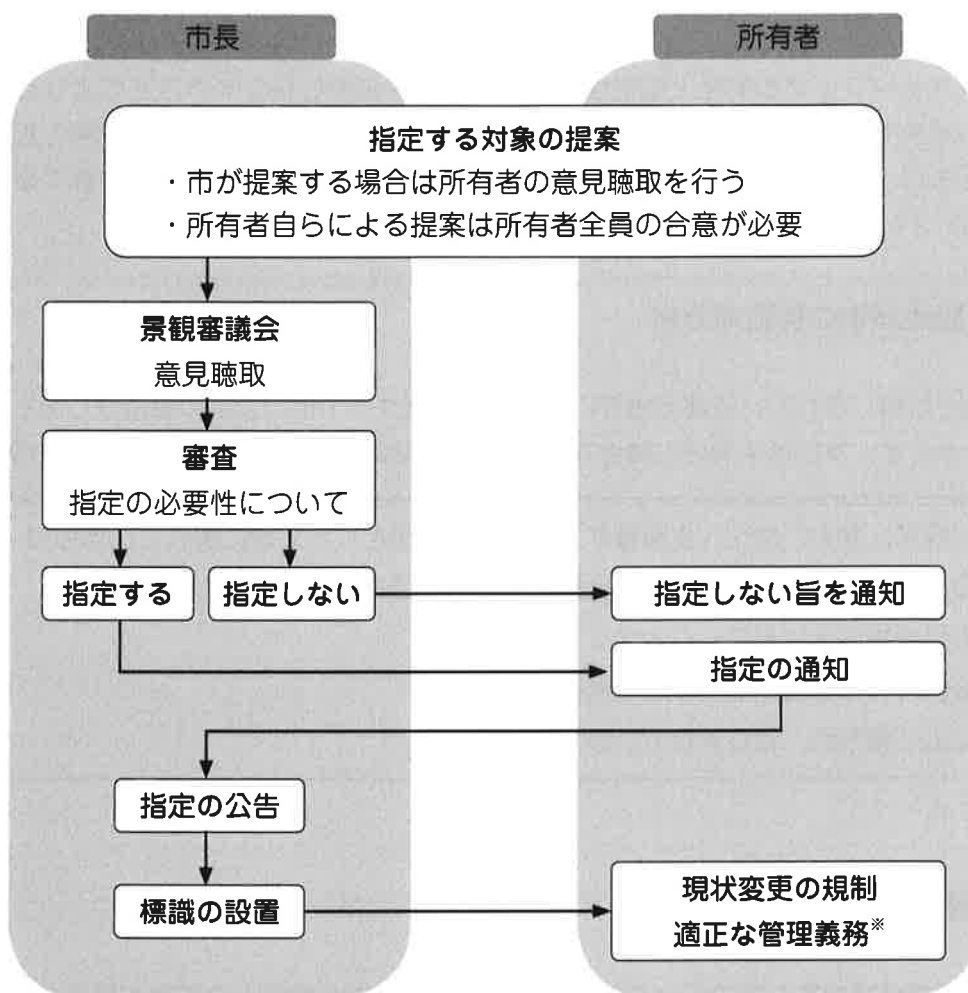 市長
所有者
指定する対象の提案
・市が提案する場合は所有者の意見聴取を行う
・所有者自らによる提案は所有者全員の合意が必要
景観審議会
意見聴取
審査
指定の必要性について
指定する
指定しない
指定しない旨を通知
指定の通知
指定の公告
標識の設置
現状変更の規制
適正な管理義務※